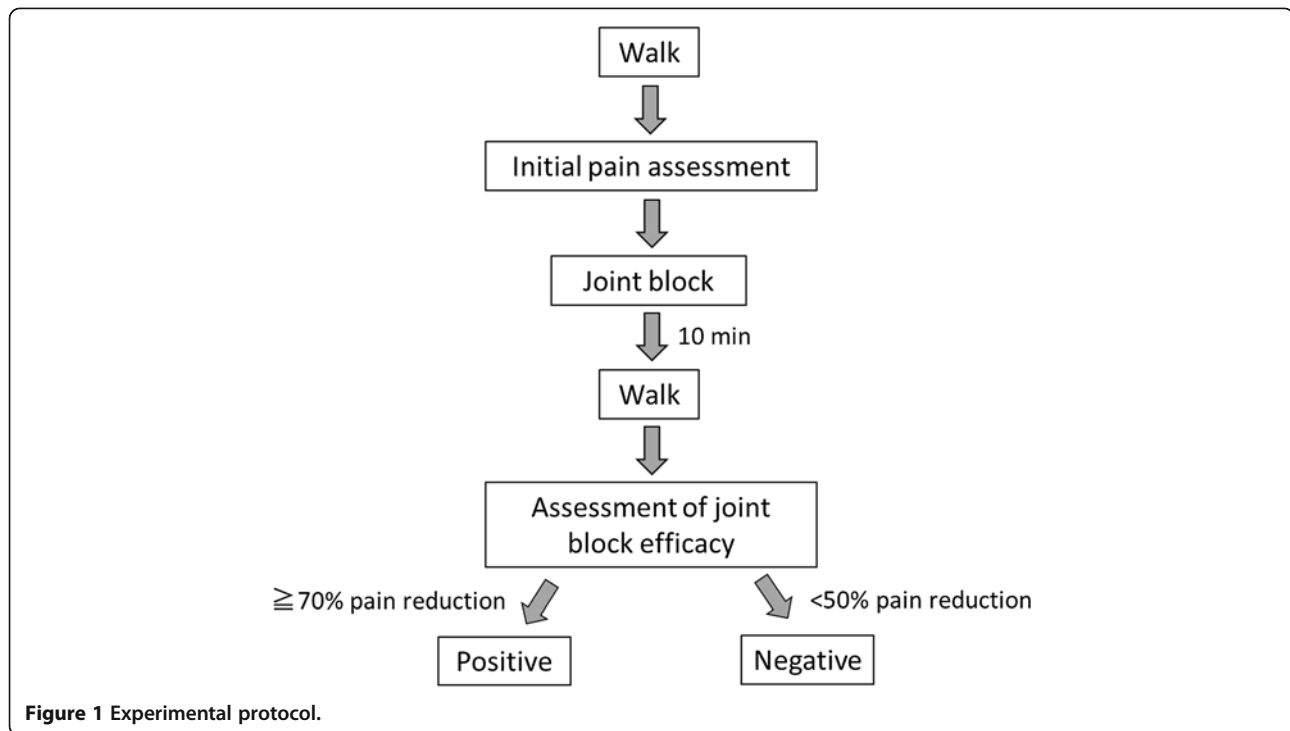 Walk
Initial pain assessment
Joint block
10 min
Walk
Assessment of joint
block efficacy
≧70% pain reduction
<50% pain reduction
Positive
Negative
Figure 1 Experimental protocol.